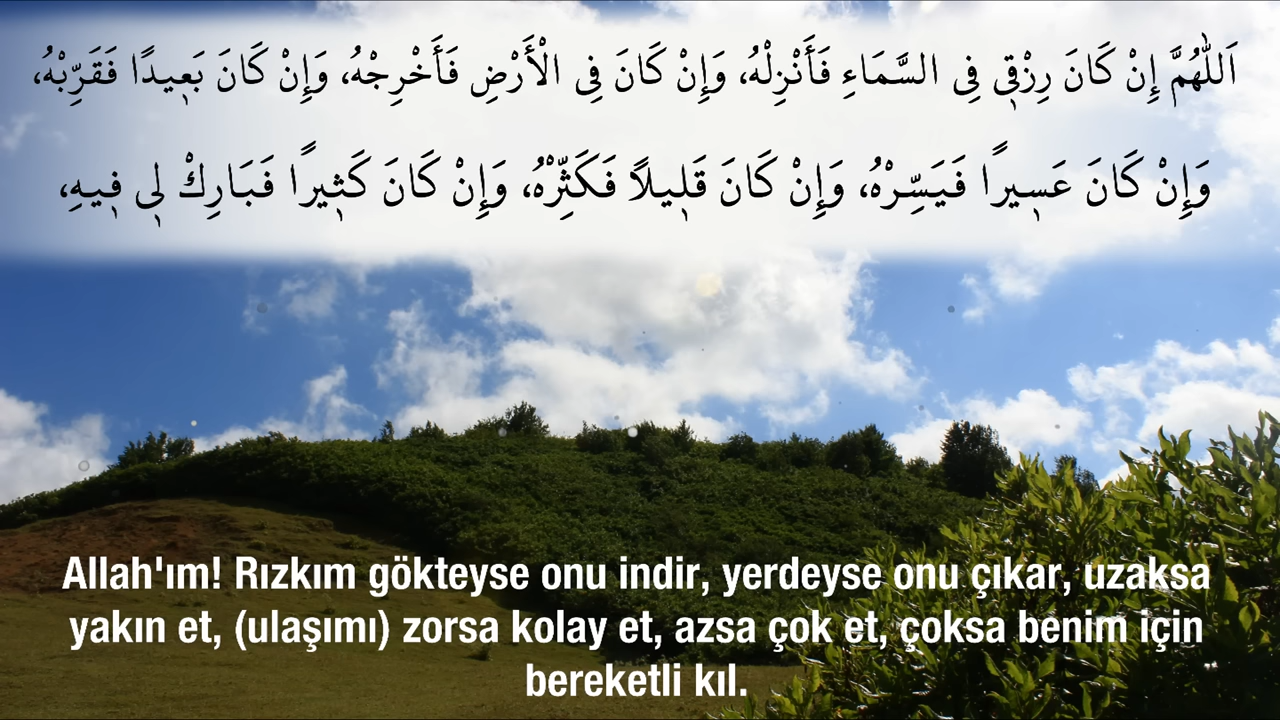 اَللّٰهُمَّ إِنْ كَانَ رِزْقِي فِي السَّمَاءِ فَأَنْزِلْهُ، وَإِنْ كَانَ فِي الْأَرْضِ فَأَخْرِجْهُ، وَإِنْ كَانَ بَعِيدًا فَقَرِّبْهُ،
وَإِنْ كَانَ عَسِيرًا فَيَسِّرْهُ، وَإِنْ كَانَ قَلِيلاً فَكَثِّرْهُ، وَإِنْ كَانَ كَثِيرًا فَبَارِكْ لِي فِيهِ،
Allah'ım! Rızkım gökteyse onu indir, yerdeyse onu çıkar, uzaksa
yakın et, (ulaşımı) zorsa kolay et, azsa çok et, çoksa benim için
bereketli kıl.